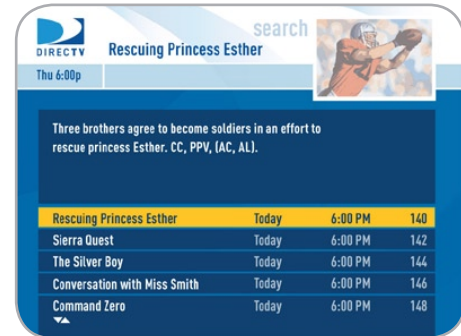 search
DIRECTV
Rescuing Princess Esther
Thu 6:00p
Three brothers agree to become soldiers in an effort to
rescue princess Esther. CC, PPV, (AC, AL).
Rescuing Princess Esther Today 6:00 PM 140
Sierra Quest Today 6:00 PM 142
The Silver Boy Today 6:00 PM 144
Conversation with Miss Smith Today 6:00 PM 146
Command Zero Today 6:00 PM 148